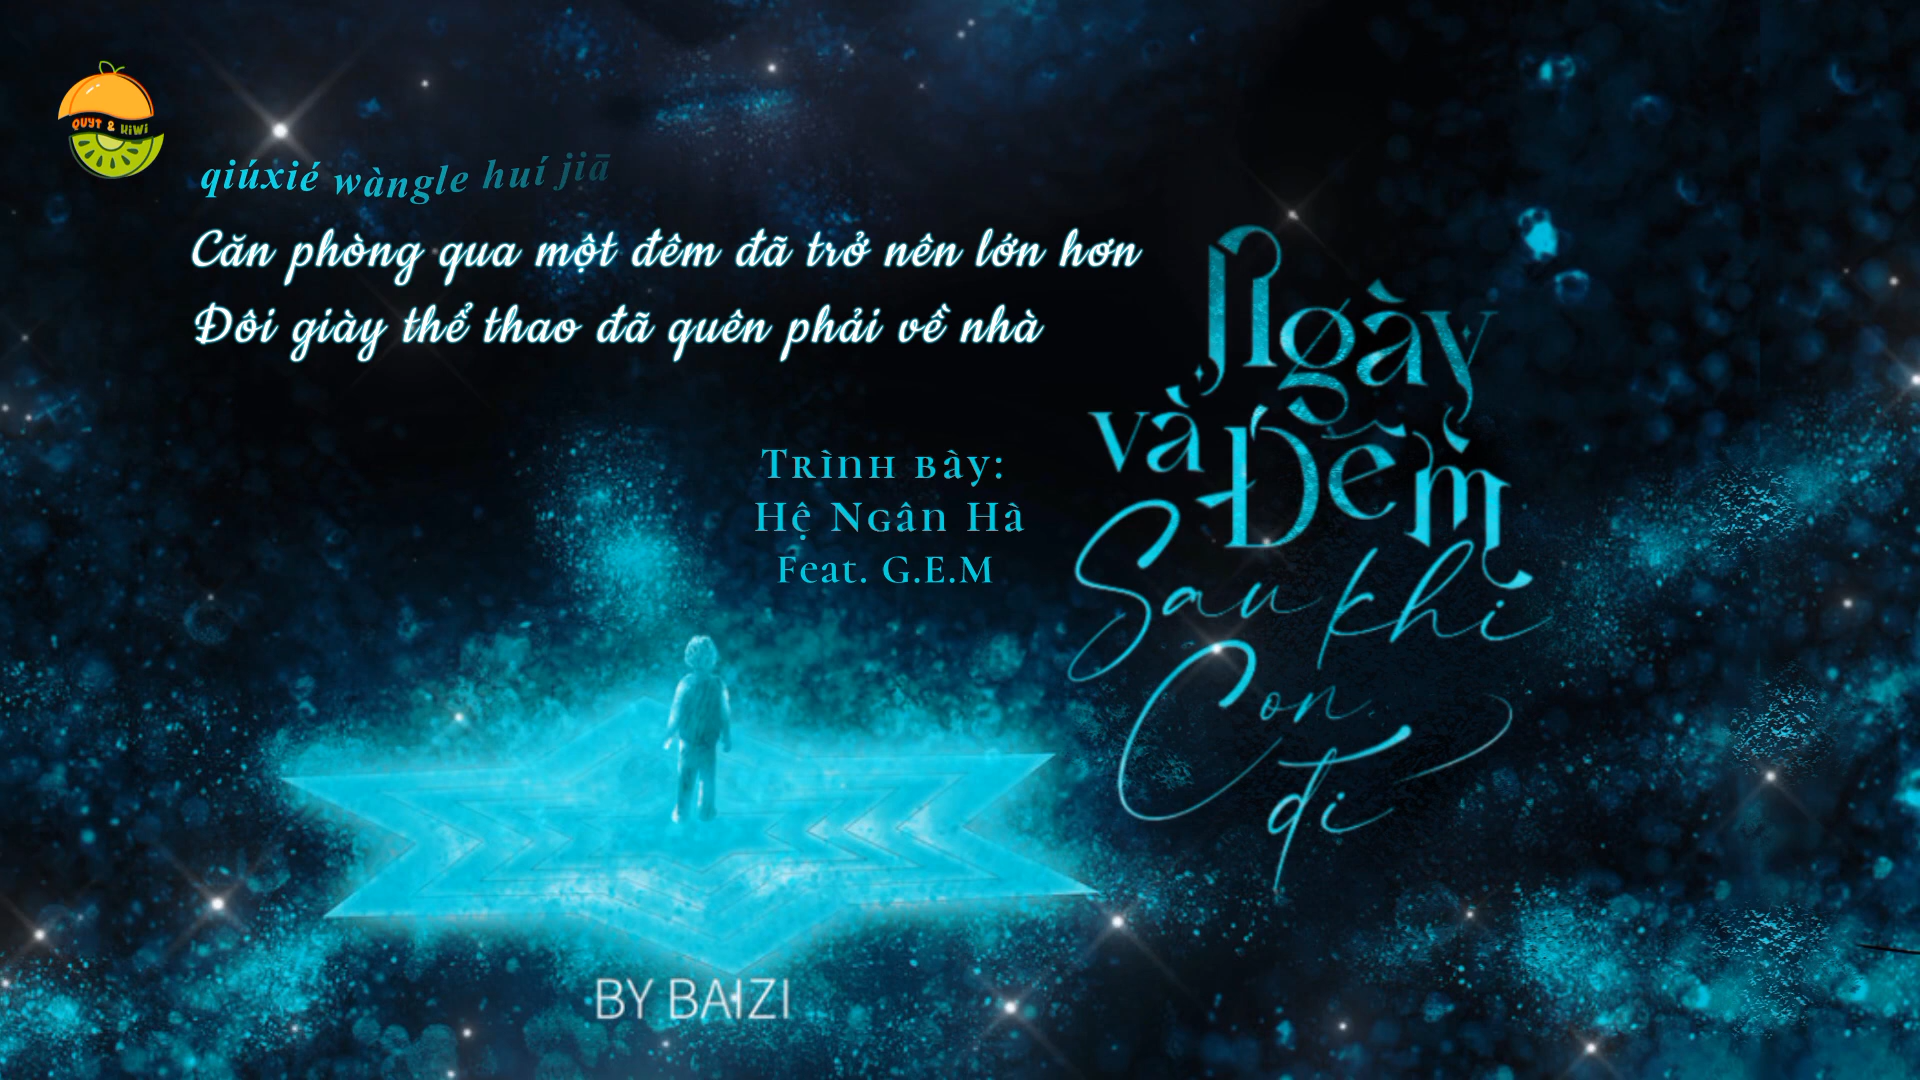 QUYT & KiWi
qiúxié wàngle huí jiā
Căn phòng qua một đêm đã trở nên lớn hơn
Đôi giày thể thao đã quên phải về nhà
Trình bày:
Hệ Ngân Hà
Feat. G.E.M
Ngày
và Đêm
Sau khi
Con
đi
BY BAIZI